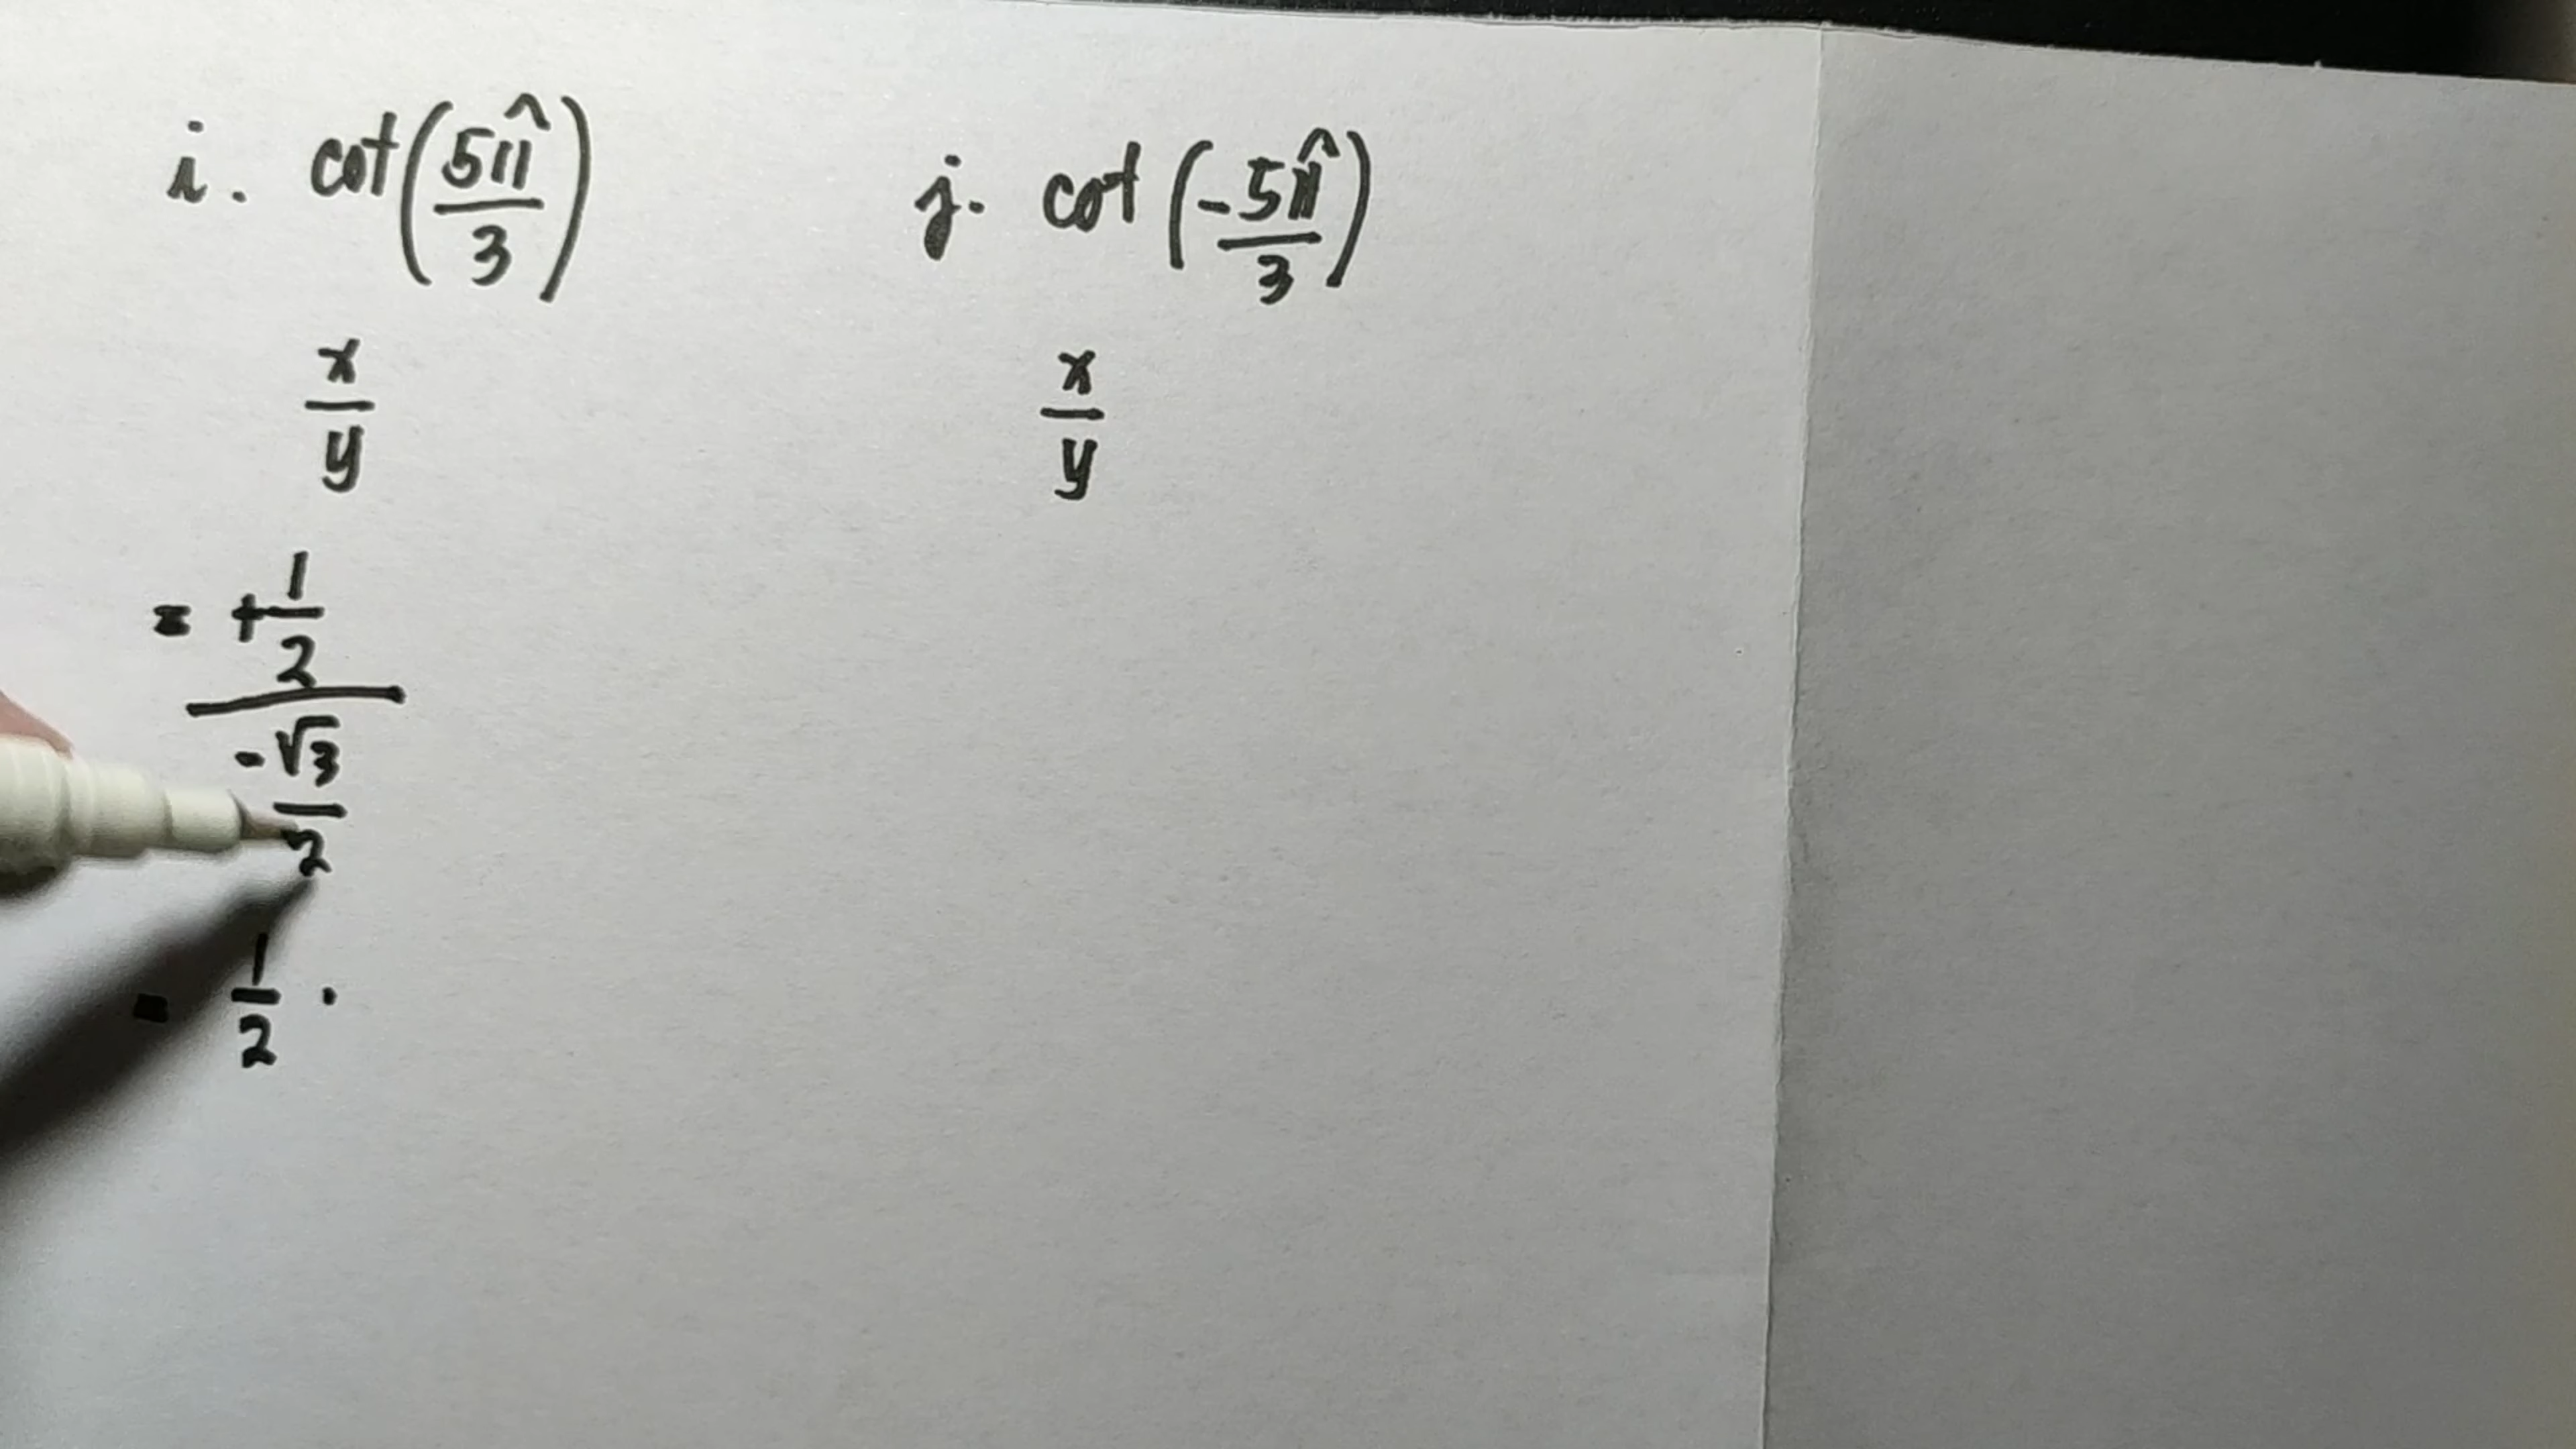 i. cot(5π/3)
x/y
= +1/2 / -√3/2
= 1/2 ·
j. cot(-5π/3)
x/y